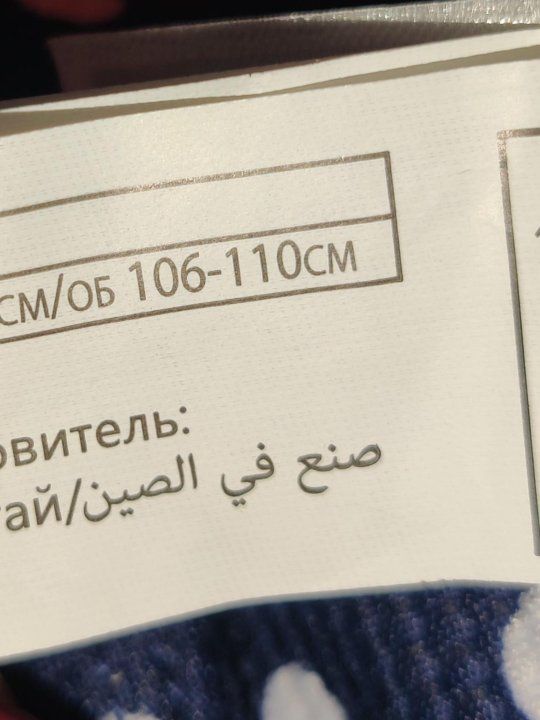 см/об 106-110см
овитель:
ай/صنع في الصين